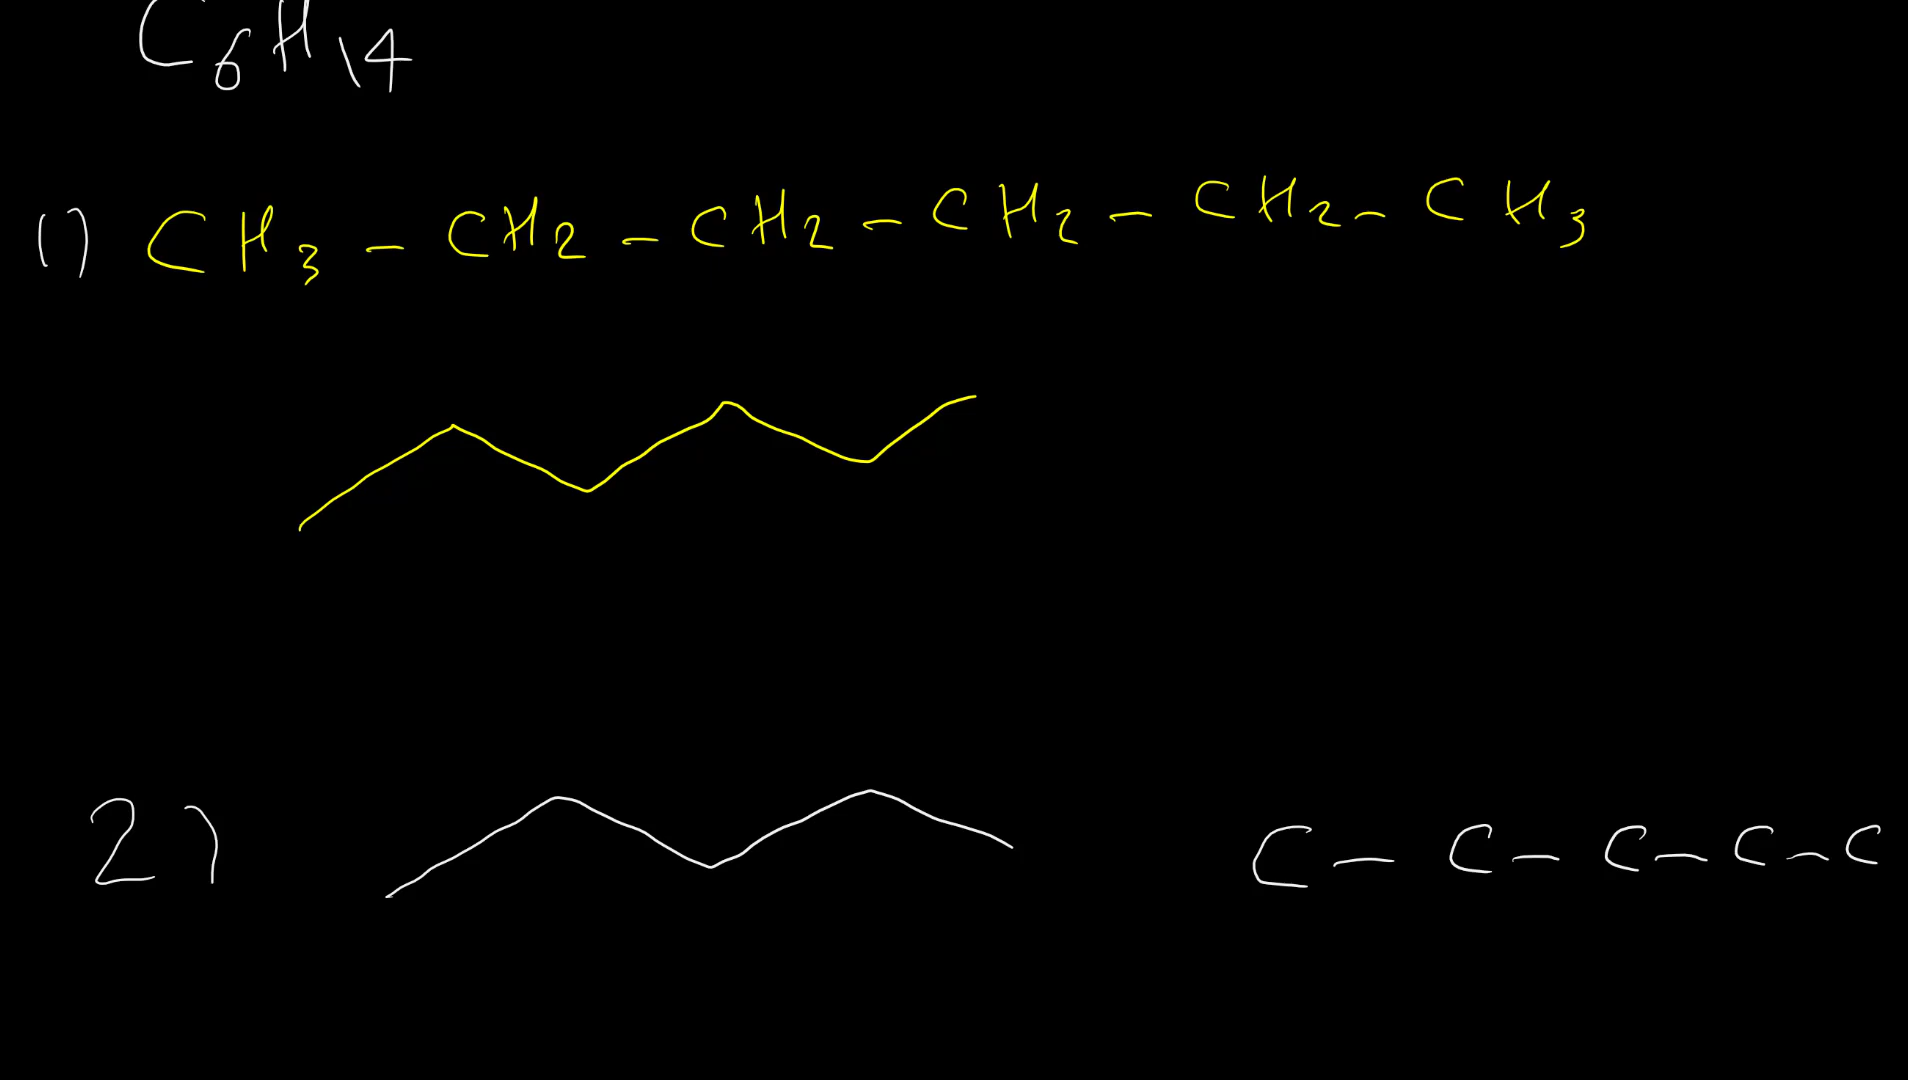 C6H14
1) CH3 - CH2 - CH2 - CH2 - CH2 - CH3
2) C - C - C - C - C